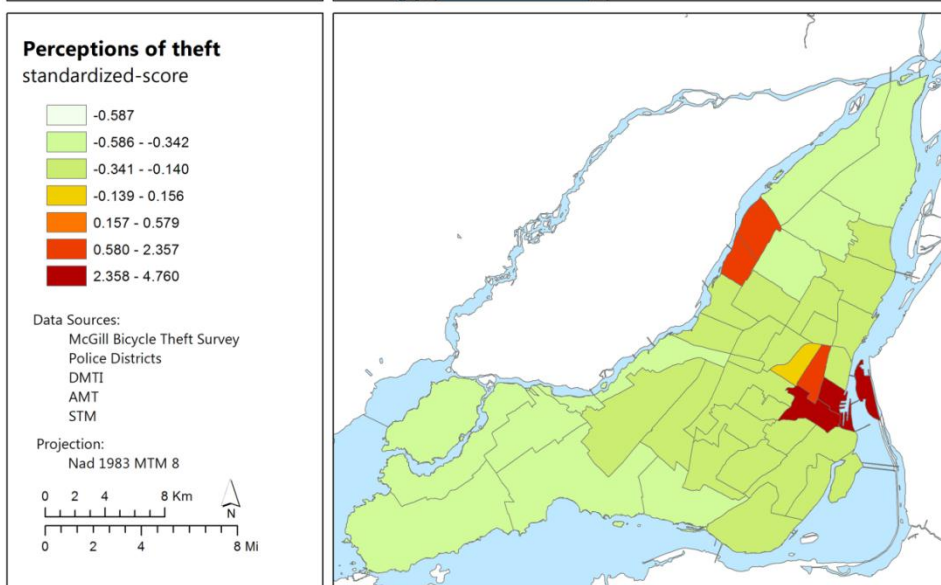 Perceptions of theft
standardized-score
-0.587
-0.586 - -0.342
-0.341 - -0.140
-0.139 - 0.156
0.157 - 0.579
0.580 - 2.357
2.358 - 4.760
Data Sources:
McGill Bicycle Theft Survey
Police Districts
DMTI
AMT
STM
Projection:
Nad 1983 MTM 8
0 2 4 8 Km
N
0 2 4 8 Mi